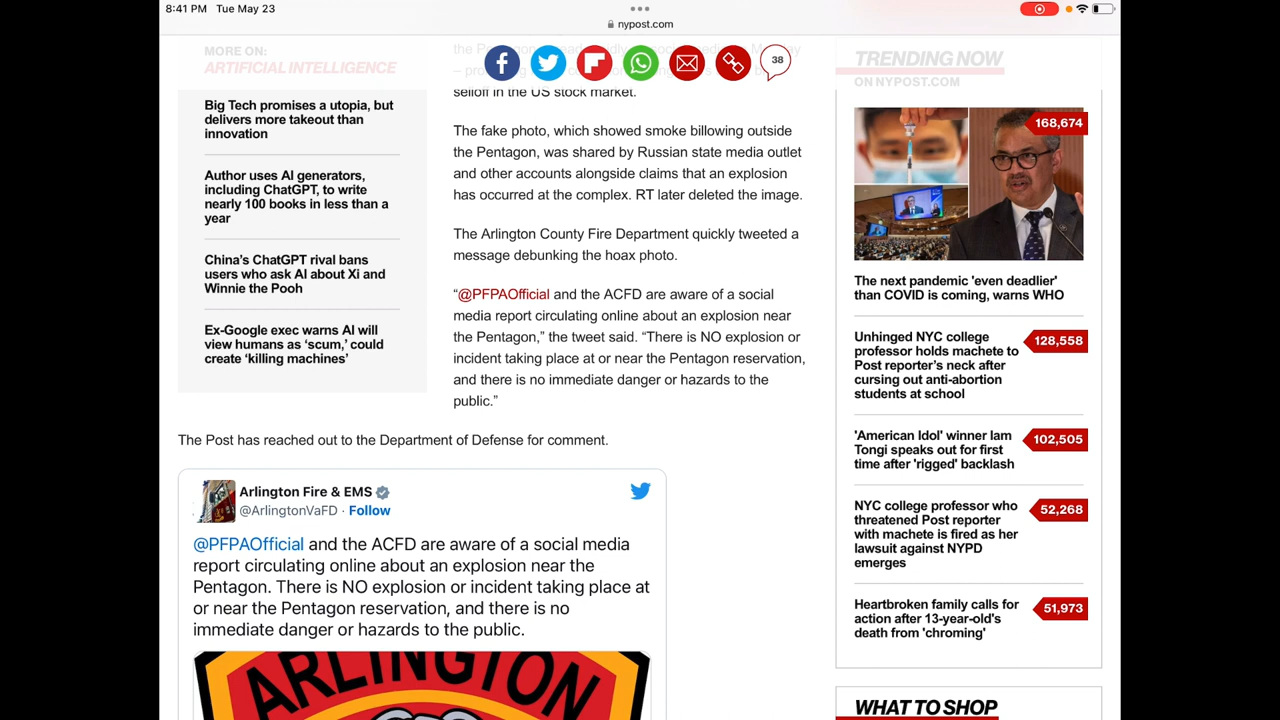 8:41 PM Tue May 23
nypost.com
MORE ON:
ARTIFICIAL INTELLIGENCE
Big Tech promises a utopia, but
delivers more takeout than
innovation
Author uses AI generators,
including ChatGPT, to write
nearly 100 books in less than a
year
China's ChatGPT rival bans
users who ask AI about Xi and
Winnie the Pooh
Ex-Google exec warns AI will
view humans as ‘scum,’ could
create ‘killing machines’
38
selloff in the US stock market.
The fake photo, which showed smoke billowing outside
the Pentagon, was shared by Russian state media outlet
and other accounts alongside claims that an explosion
has occurred at the complex. RT later deleted the image.
The Arlington County Fire Department quickly tweeted a
message debunking the hoax photo.
“@PFPAOfficial and the ACFD are aware of a social
media report circulating online about an explosion near
the Pentagon,” the tweet said. “There is NO explosion or
incident taking place at or near the Pentagon reservation,
and there is no immediate danger or hazards to the
public.”
The Post has reached out to the Department of Defense for comment.
Arlington Fire & EMS
@ArlingtonVaFD · Follow
@PFPAOfficial and the ACFD are aware of a social media
report circulating online about an explosion near the
Pentagon. There is NO explosion or incident taking place at
or near the Pentagon reservation, and there is no
immediate danger or hazards to the public.
ARLINGTON
TRENDING NOW
ON NYPOST.COM
168,674
The next pandemic 'even deadlier'
than COVID is coming, warns WHO
Unhinged NYC college
professor holds machete to
Post reporter's neck after
cursing out anti-abortion
students at school
128,558
'American Idol' winner Iam
Tongi speaks out for first
time after 'rigged' backlash
102,505
NYC college professor who
threatened Post reporter
with machete is fired as her
lawsuit against NYPD
emerges
52,268
Heartbroken family calls for
action after 13-year-old's
death from 'chroming'
51,973
WHAT TO SHOP